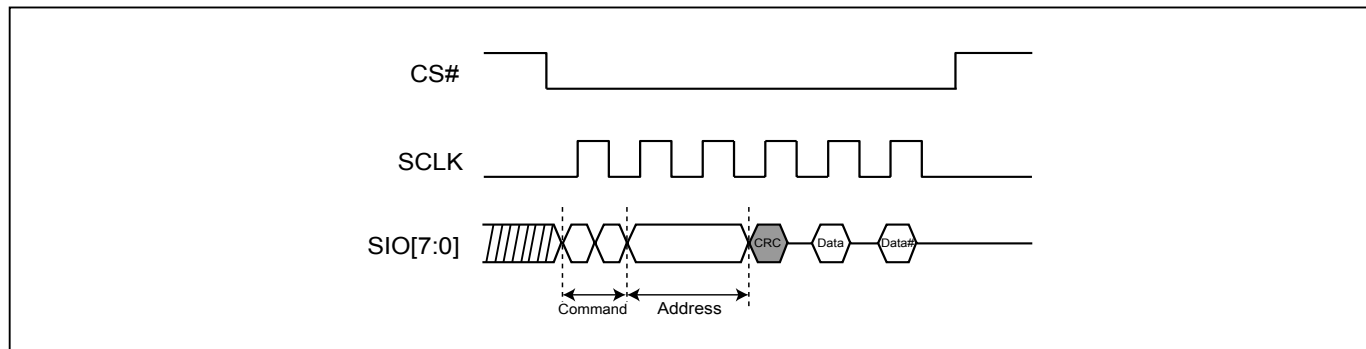 CS#
SCLK
SIO[7:0]
CRC
Data
Data#
Command
Address